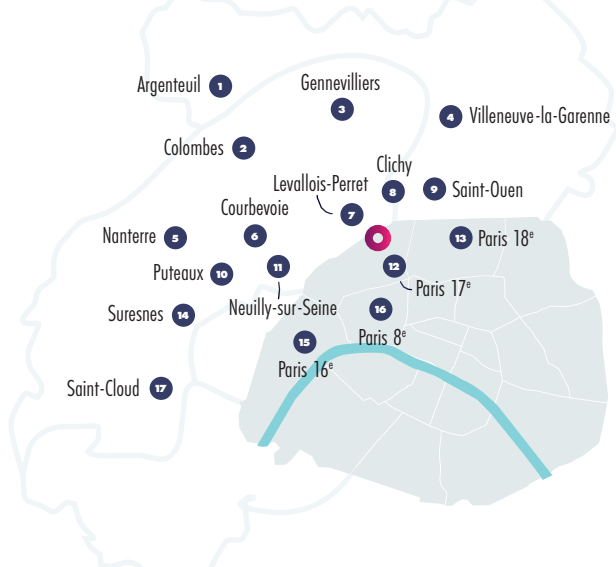 Argenteuil 1
Gennevilliers
3
4 Villeneuve-la-Garenne
Colombes 2
Clichy
8
Levallois-Perret
7
9 Saint-Ouen
Courbevoie
6
Nanterre 5
13 Paris 18e
Puteaux 10
11
Neuilly-sur-Seine
12
Paris 17e
Suresnes 14
16
Paris 8e
15
Paris 16e
Saint-Cloud 17